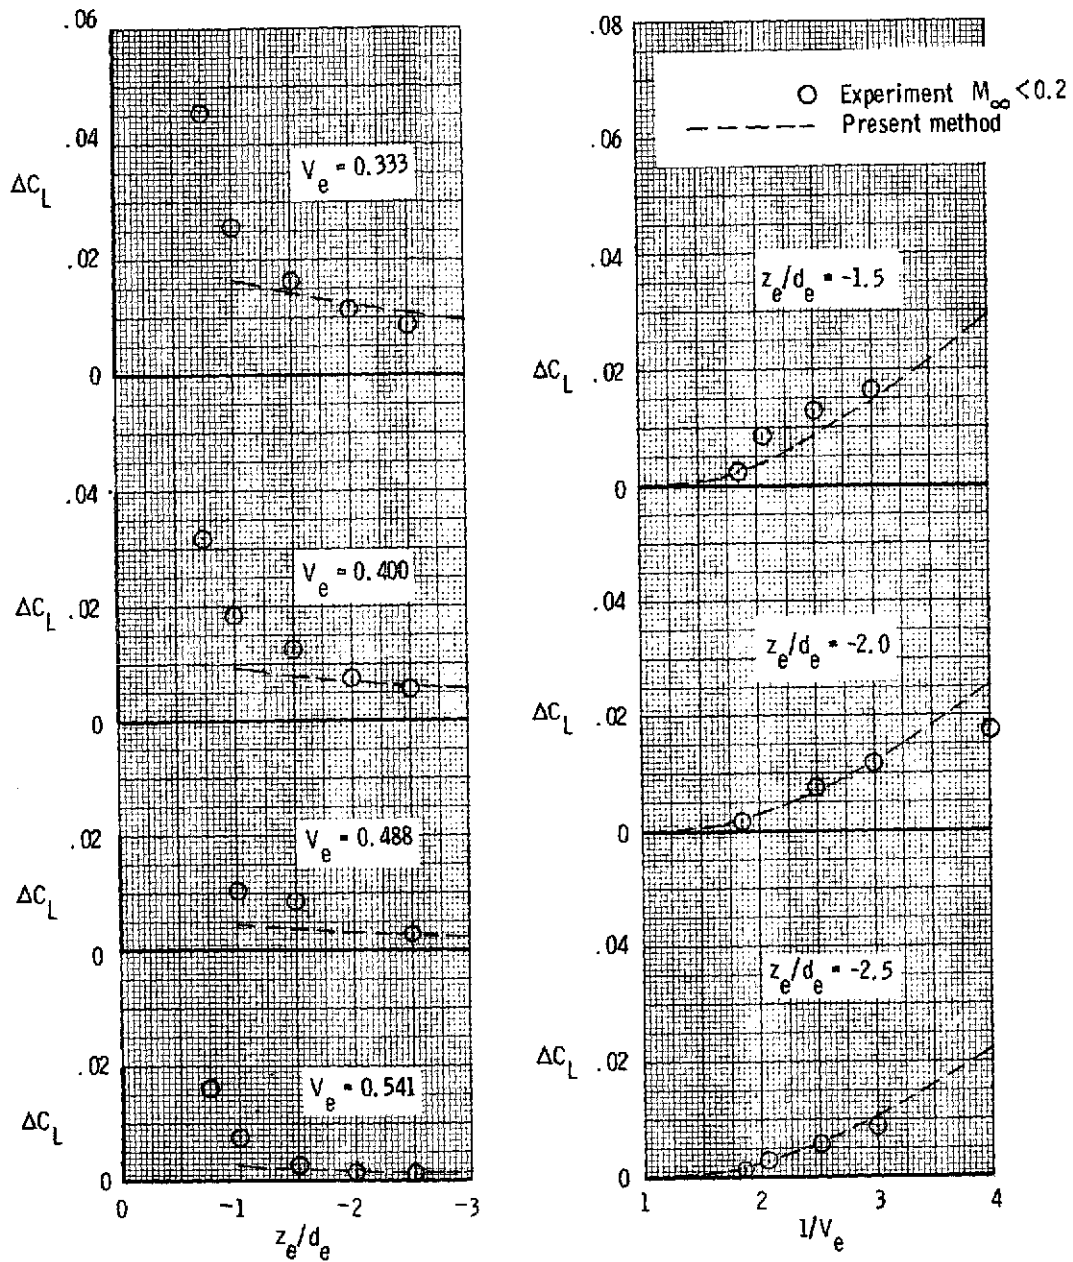 .06
.04
ΔC_L
V_e = 0.333
.02
0
.04
V_e = 0.400
ΔC_L .02
0
.02
V_e = 0.488
ΔC_L
0
.02
V_e = 0.541
ΔC_L
0
0 -1 -2 -3
z_e/d_e
.08
Experiment M_∞ < 0.2
Present method
.06
.04
z_e/d_e = -1.5
ΔC_L .02
0
.04
z_e/d_e = -2.0
ΔC_L .02
0
.04
z_e/d_e = -2.5
ΔC_L .02
0
1 2 3 4
1/V_e